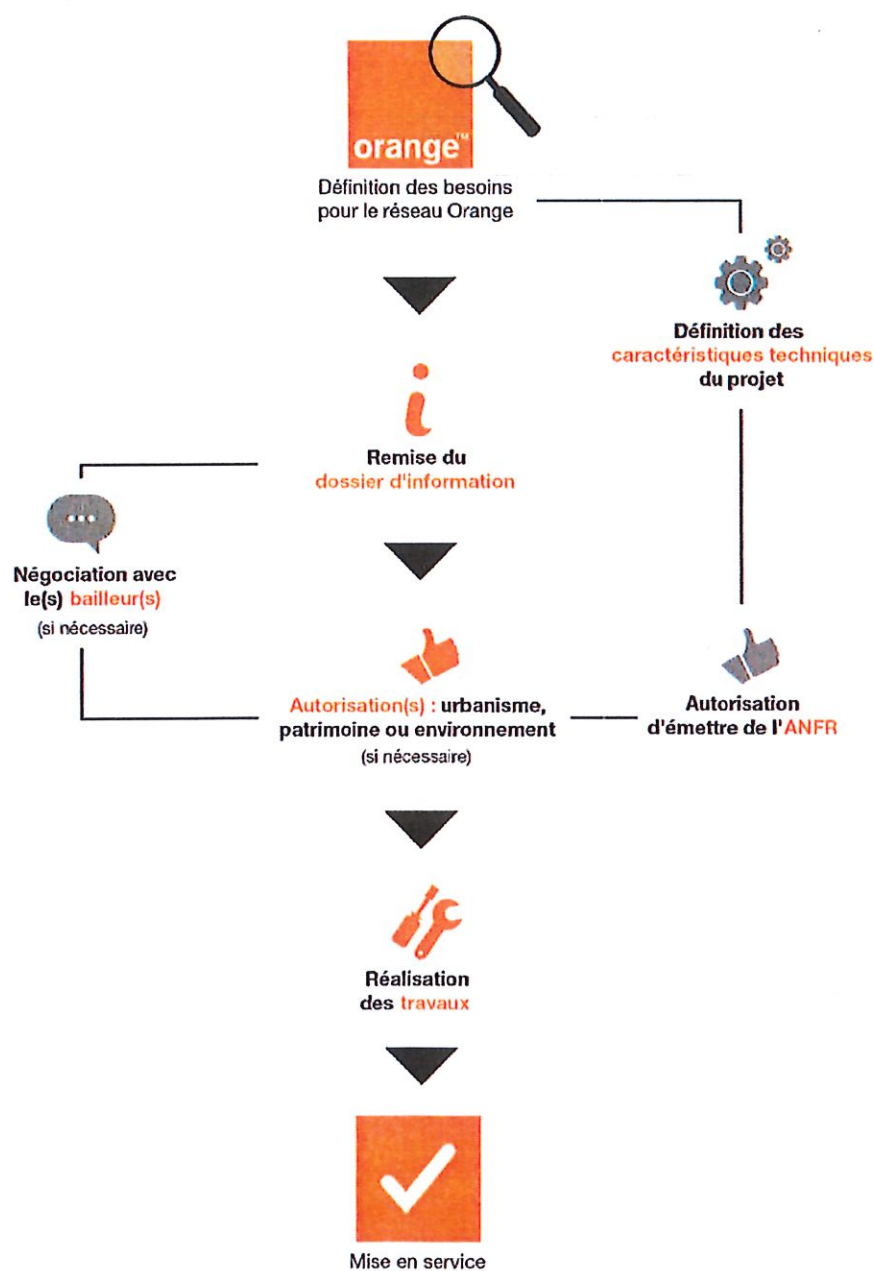 orange™
Définition des besoins
pour le réseau Orange
Définition des
caractéristiques techniques
du projet
Remise du
dossier d'information
Négociation avec
le(s) bailleur(s)
(si nécessaire)
Autorisation(s) : urbanisme,
patrimoine ou environnement
(si nécessaire)
Autorisation
d'émettre de l'ANFR
Réalisation
des travaux
Mise en service